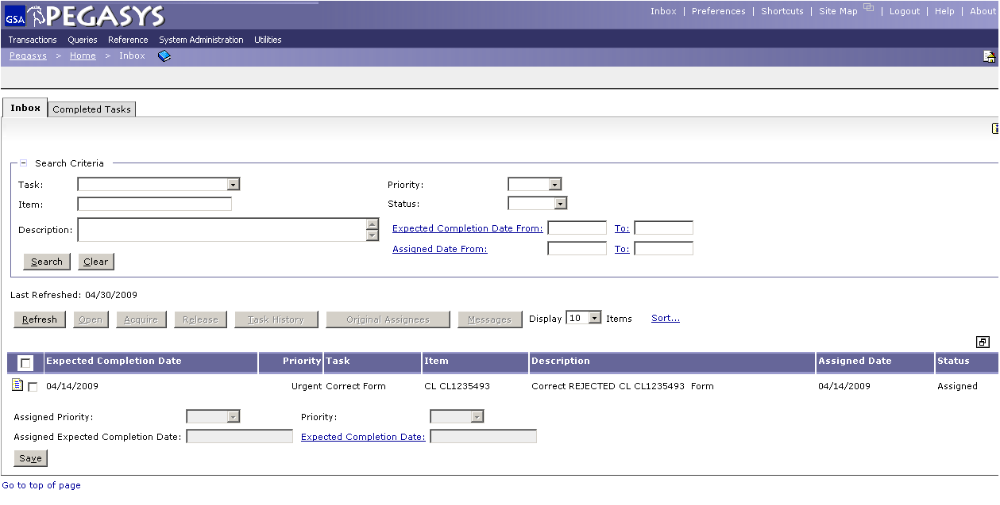 GSA PEGASYS Inbox | Preferences | Shortcuts | Site Map | Logout | Help | About
Transactions Queries Reference System Administration Utilities
Pegasys > Home > Inbox
Inbox Completed Tasks
Search Criteria
Task: Priority:
Item: Status:
Description: Expected Completion Date From: To:
Assigned Date From: To:
Search Clear
Last Refreshed: 04/30/2009
Refresh Open Acquire Release Task History Original Assignees Messages Display 10 Items Sort...
Expected Completion Date Priority Task Item Description Assigned Date Status
04/14/2009 Urgent Correct Form CL CL1235493 Correct REJECTED CL CL1235493 Form 04/14/2009 Assigned
Assigned Priority: Priority:
Assigned Expected Completion Date: Expected Completion Date:
Save
Go to top of page